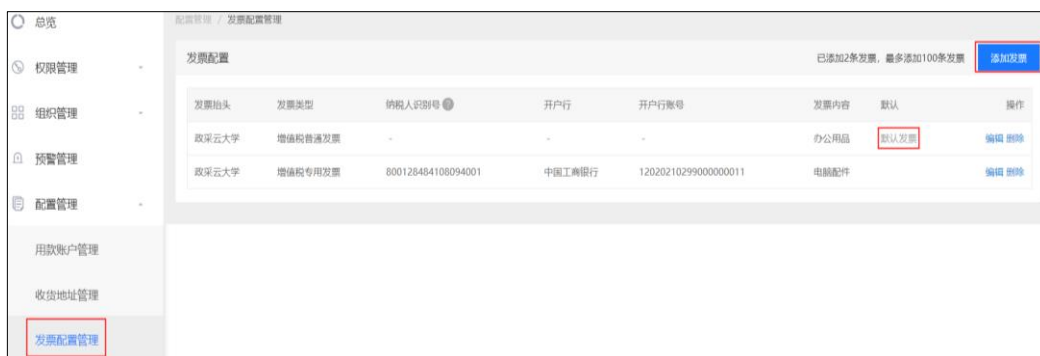 总览
权限管理
组织管理
预警管理
配置管理
用款账户管理
收货地址管理
发票配置管理
配置管理 / 发票配置管理
发票配置
已添加2条发票，最多添加100条发票
添加发票
发票抬头 发票类型 纳税人识别号 ? 开户行 开户行账号 发票内容 默认 操作
政采云大学 增值税普通发票 - - - 办公用品 默认发票 编辑 删除
政采云大学 增值税专用发票 800128484108094001 中国工商银行 12020210299000000011 电脑配件 编辑 删除